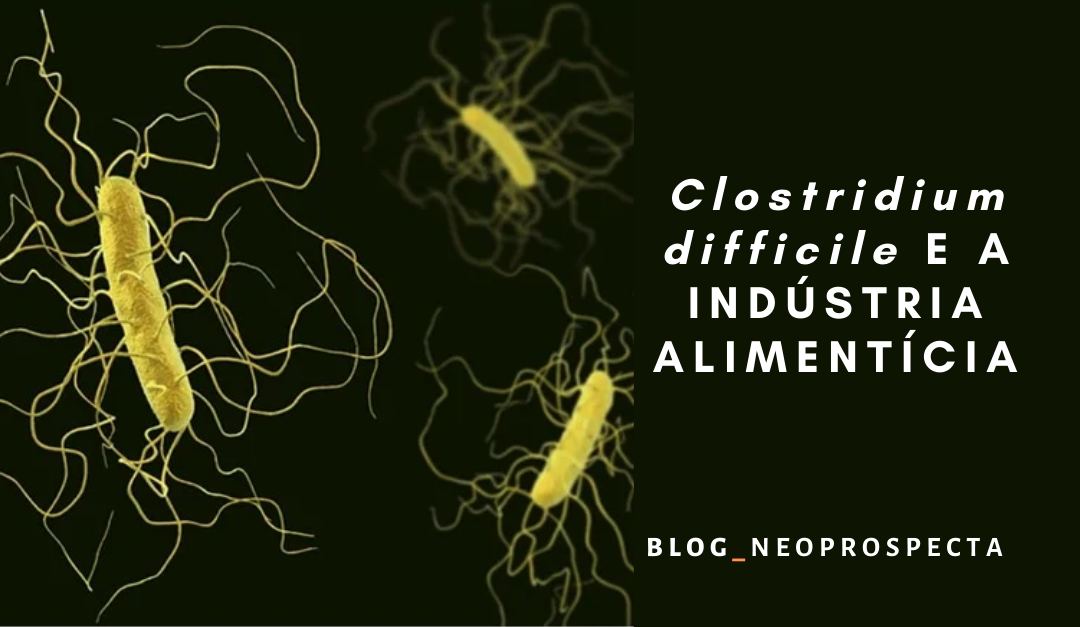 Clostridium
difficile E A
INDÚSTRIA
ALIMENTÍCIA
BLOG_NEOPROSPECTA